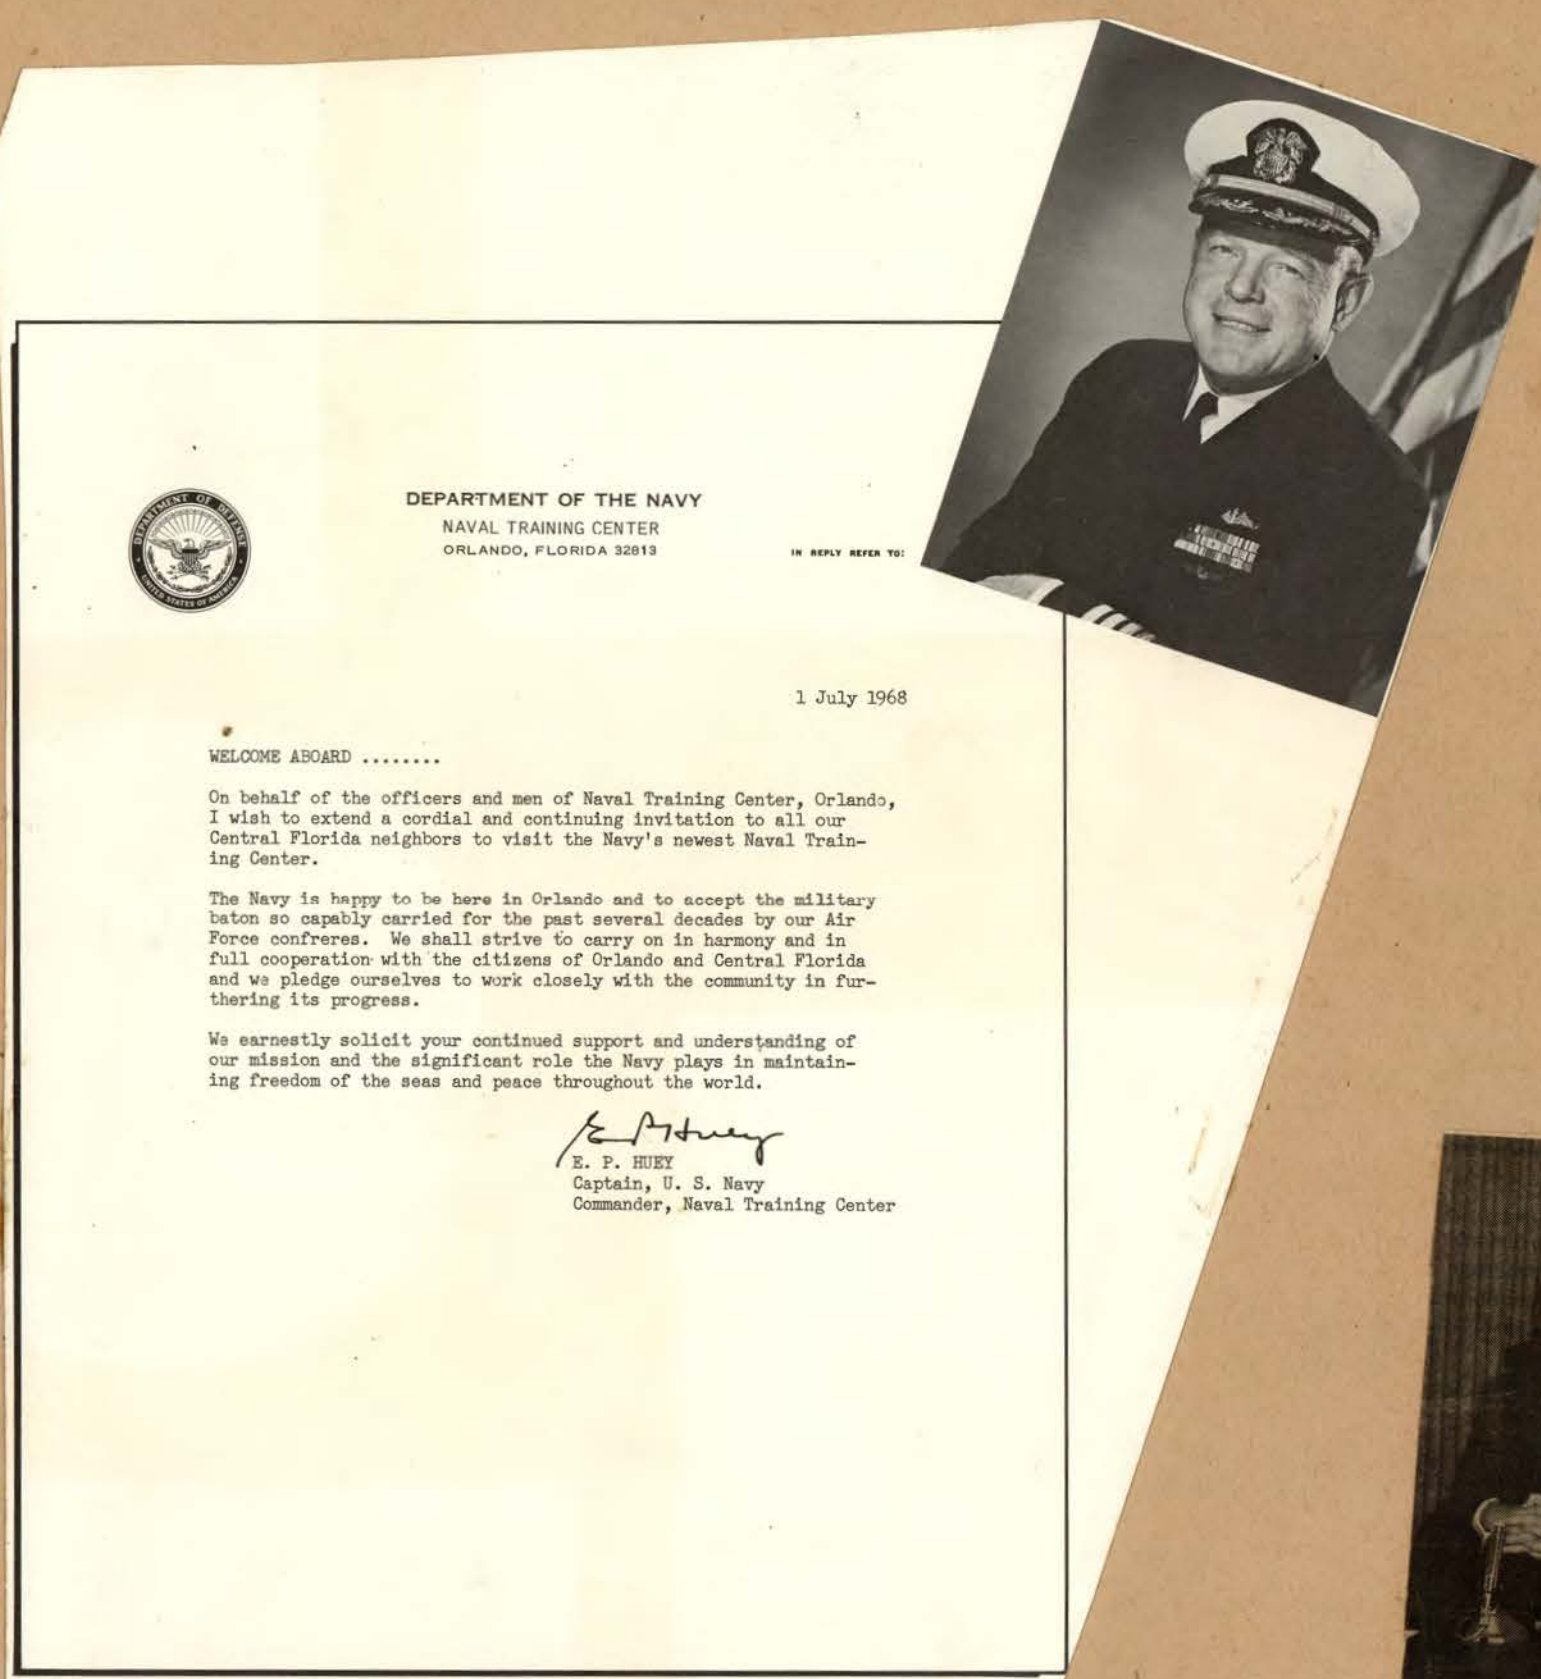 DEPARTMENT OF DEFENSE
UNITED STATES OF AMERICA
DEPARTMENT OF THE NAVY
NAVAL TRAINING CENTER
ORLANDO, FLORIDA 32813
IN REPLY REFER TO:
1 July 1968
WELCOME ABOARD ........
On behalf of the officers and men of Naval Training Center, Orlando,
I wish to extend a cordial and continuing invitation to all our
Central Florida neighbors to visit the Navy's newest Naval Train-
ing Center.
The Navy is happy to be here in Orlando and to accept the military
baton so capably carried for the past several decades by our Air
Force confreres. We shall strive to carry on in harmony and in
full cooperation with the citizens of Orlando and Central Florida
and we pledge ourselves to work closely with the community in fur-
thering its progress.
We earnestly solicit your continued support and understanding of
our mission and the significant role the Navy plays in maintain-
ing freedom of the seas and peace throughout the world.
E P Huey
E. P. HUEY
Captain, U. S. Navy
Commander, Naval Training Center